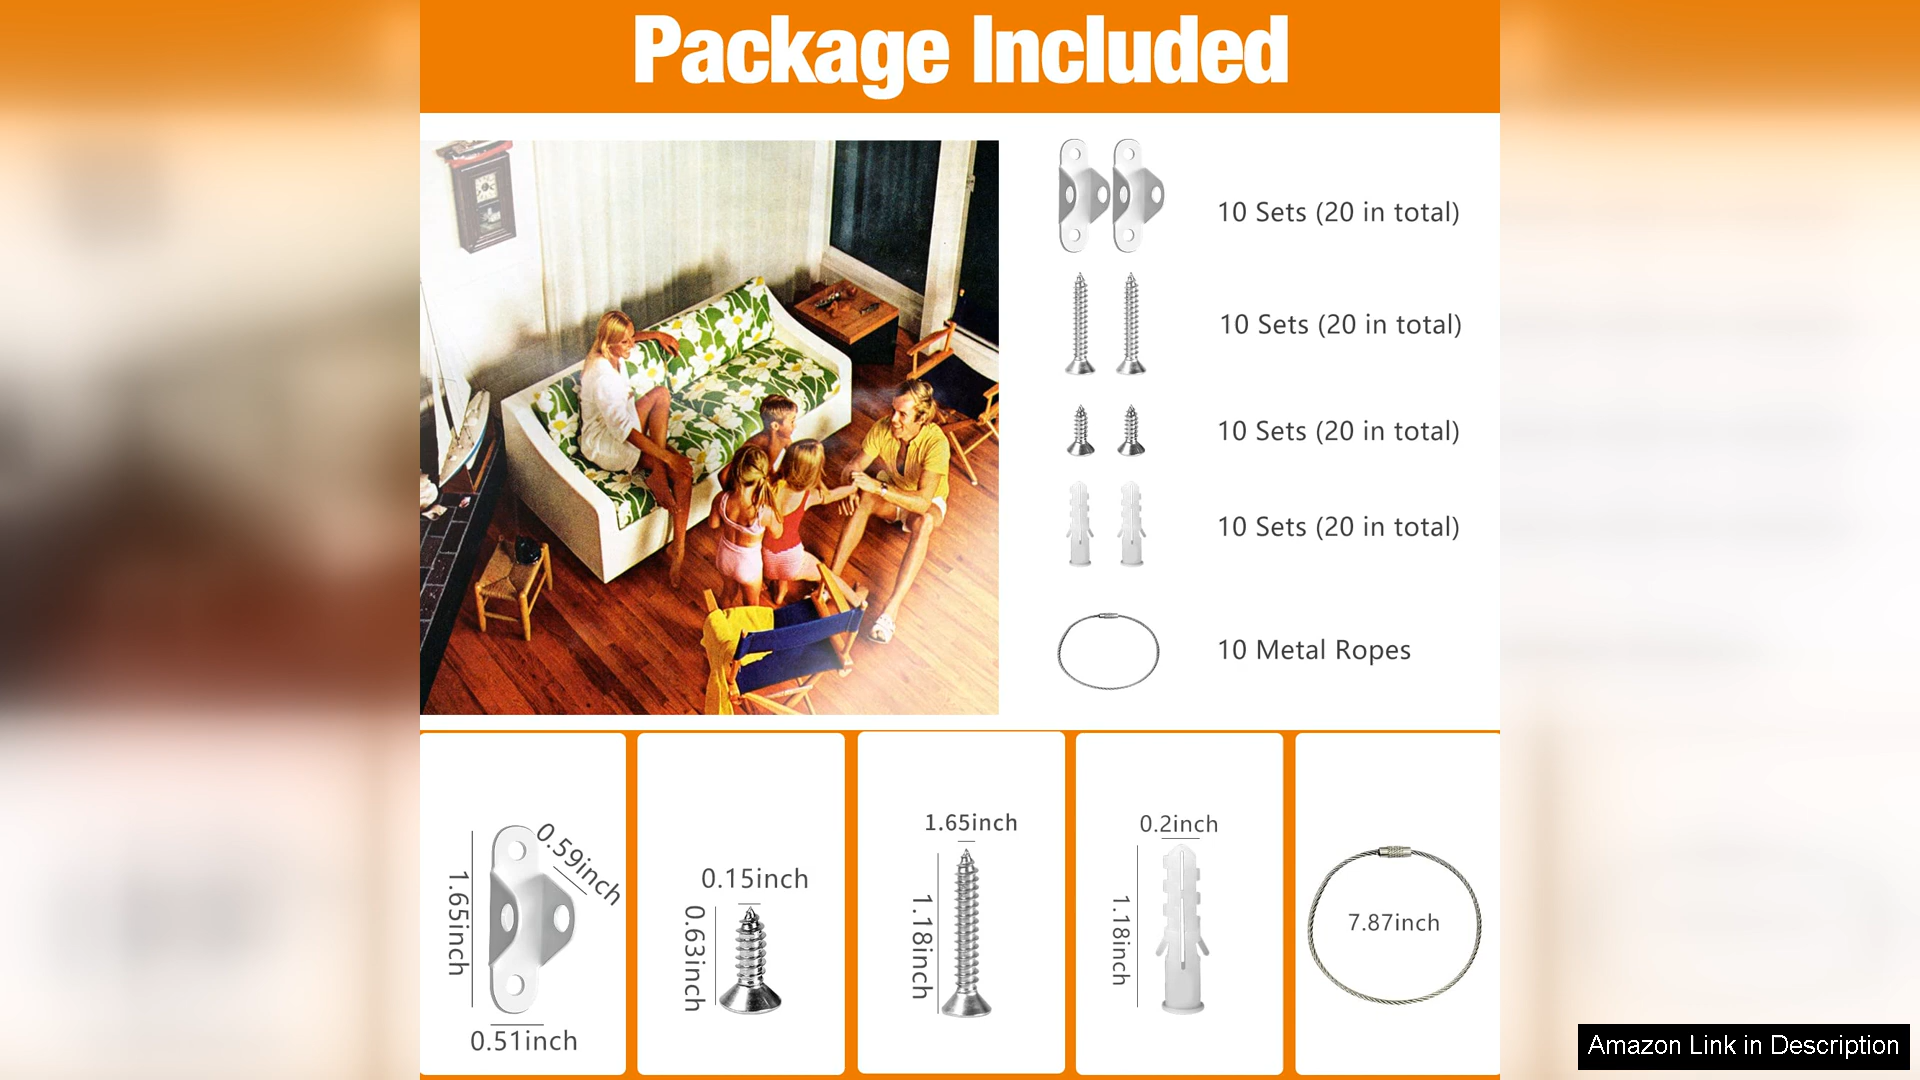 Package Included
10 Sets (20 in total)
10 Sets (20 in total)
10 Sets (20 in total)
10 Sets (20 in total)
10 Metal Ropes
1.65inch
0.59inch
0.51inch
0.15inch
0.63inch
1.65inch
1.18inch
0.2inch
1.18inch
7.87inch
Amazon Link in Description